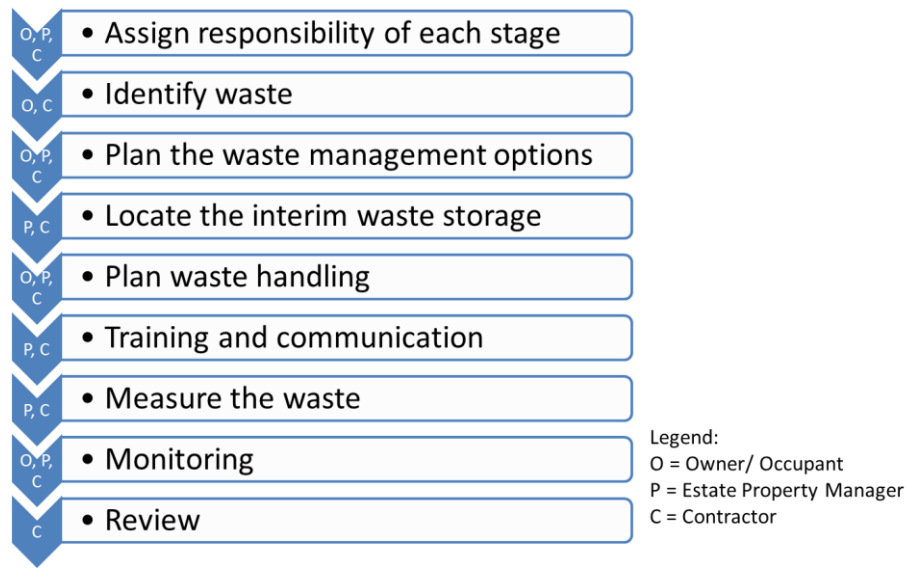 O, P,
C
• Assign responsibility of each stage
O, C
• Identify waste
O, P,
C
• Plan the waste management options
P, C
• Locate the interim waste storage
O, P,
C
• Plan waste handling
P, C
• Training and communication
P, C
• Measure the waste
O, P,
C
• Monitoring
C
• Review
Legend:
O = Owner/ Occupant
P = Estate Property Manager
C = Contractor